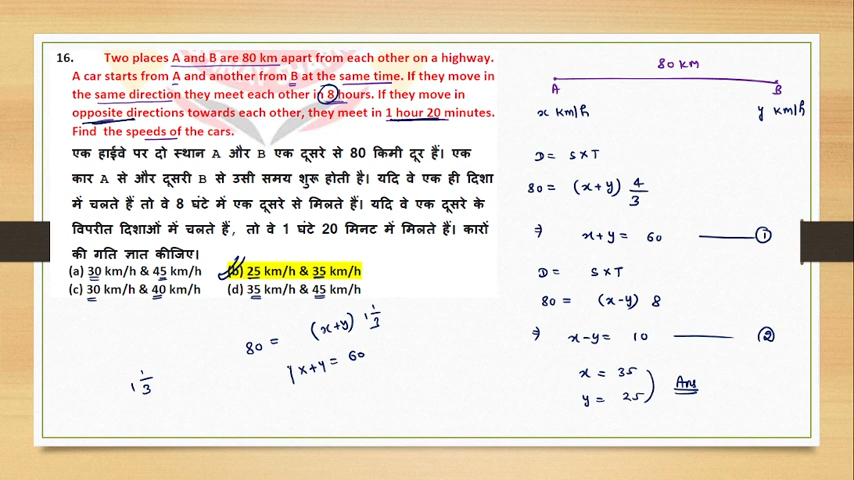 16. Two places A and B are 80 km apart from each other on a highway.
A car starts from A and another from B at the same time. If they move in
the same direction they meet each other in 8 hours. If they move in
opposite directions towards each other, they meet in 1 hour 20 minutes.
Find the speeds of the cars.
एक हाईवे पर दो स्थान A और B एक दूसरे से 80 किमी दूर हैं। एक
कार A से और दूसरी B से उसी समय शुरू होती है। यदि वे एक ही दिशा
में चलते हैं तो वे 8 घंटे में एक दूसरे से मिलते हैं। यदि वे एक दूसरे के
विपरीत दिशाओं में चलते हैं, तो वे 1 घंटे 20 मिनट में मिलते हैं। कारों
की गति ज्ञात कीजिए।
(a) 30 km/h & 45 km/h (b) 25 km/h & 35 km/h
(c) 30 km/h & 40 km/h (d) 35 km/h & 45 km/h
80 = (x+y) 1 1/3
x+y = 60
1 1/3
80 KM
A B
x km/h y km/h
D = S×T
80 = (x+y) 4/3
⇒ x+y = 60 —— ①
D = S×T
80 = (x-y) 8
⇒ x-y = 10 —— ②
x = 35
y = 25 ) Ans